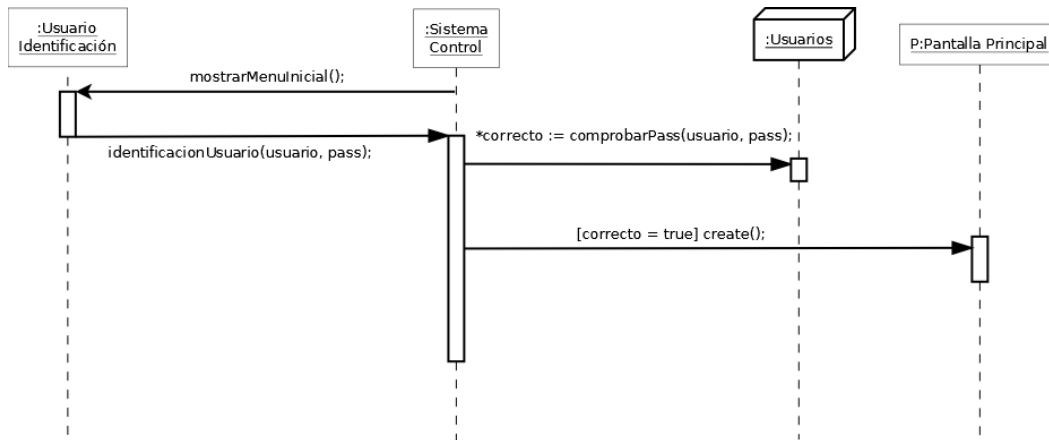 :Usuario
Identificación
:Sistema
Control
:Usuarios
P:Pantalla Principal
mostrarMenuInicial();
*correcto := comprobarPass(usuario, pass);
identificacionUsuario(usuario, pass);
[correcto = true] create();